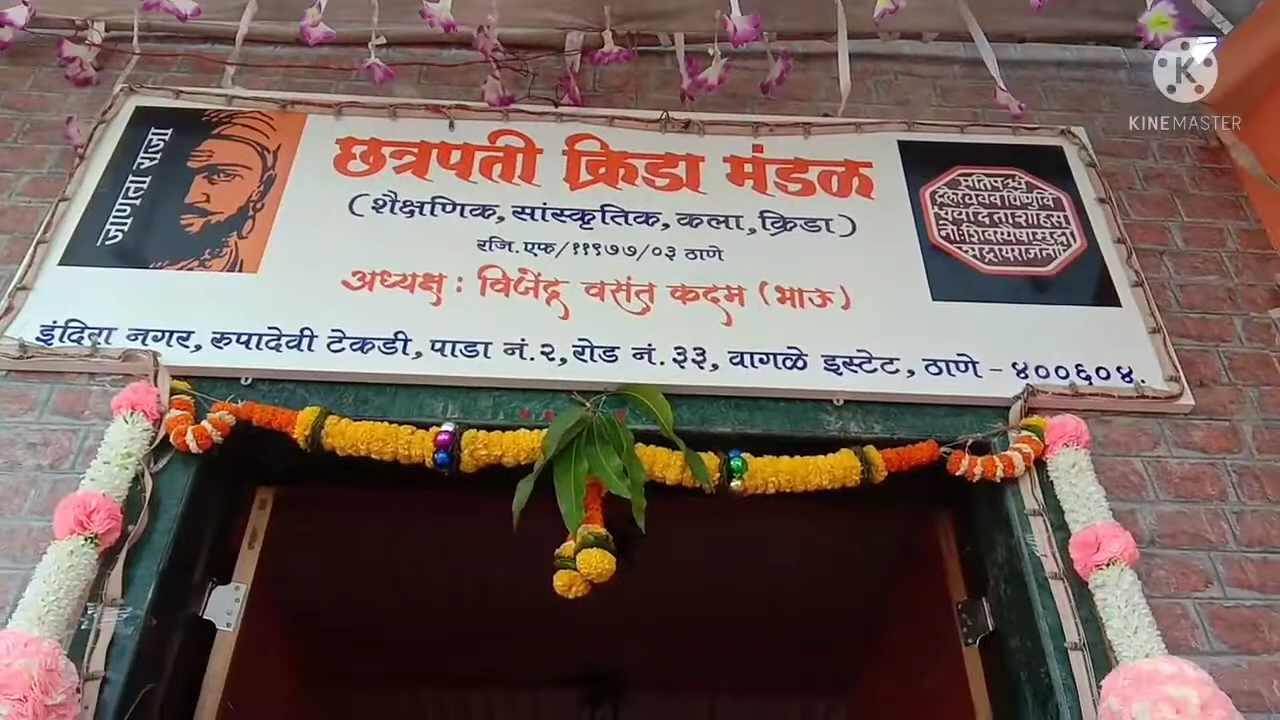 जाणता राजा
छत्रपती क्रिडा मंडळ
(शैक्षणिक, सांस्कृतिक, कला, क्रिडा)
रजि. एफ/११९७७/०३ ठाणे
अध्यक्ष : विजेंद्र वसंत कदम (भाऊ)
इंदिरा नगर, रुपादेवी टेकडी, पाडा नं. २, रोड नं. ३३, वागळे इस्टेट, ठाणे - ४००६०४.
K
KINEMASTER